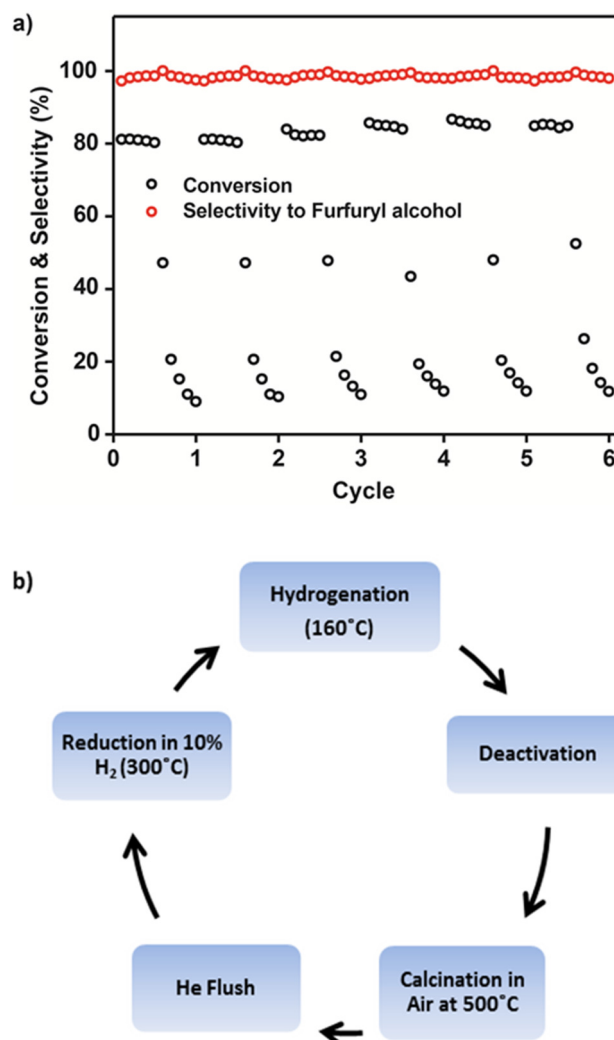 a)
Conversion & Selectivity (%)
100
80
60
40
20
0
Conversion
Selectivity to Furfuryl alcohol
0 1 2 3 4 5 6
Cycle
b)
Hydrogenation
(160˚C)
Deactivation
Calcination in
Air at 500˚C
He Flush
Reduction in 10%
H₂ (300˚C)